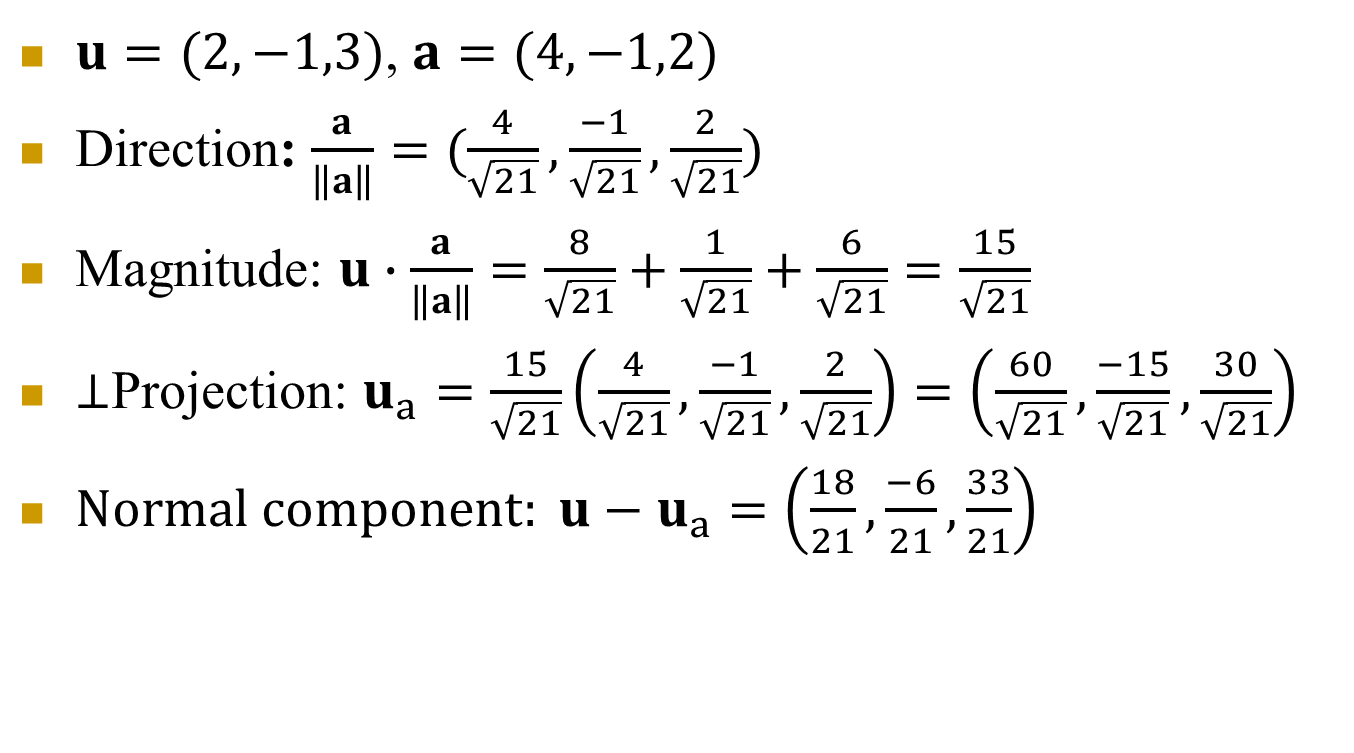 ▪ u = (2, −1,3), a = (4, −1,2)
▪ Direction: a/‖a‖ = (4/√21, −1/√21, 2/√21)
▪ Magnitude: u · a/‖a‖ = 8/√21 + 1/√21 + 6/√21 = 15/√21
▪ ⊥Projection: uₐ = 15/√21 (4/√21, −1/√21, 2/√21) = (60/√21, −15/√21, 30/√21)
▪ Normal component: u − uₐ = (18/21, −6/21, 33/21)